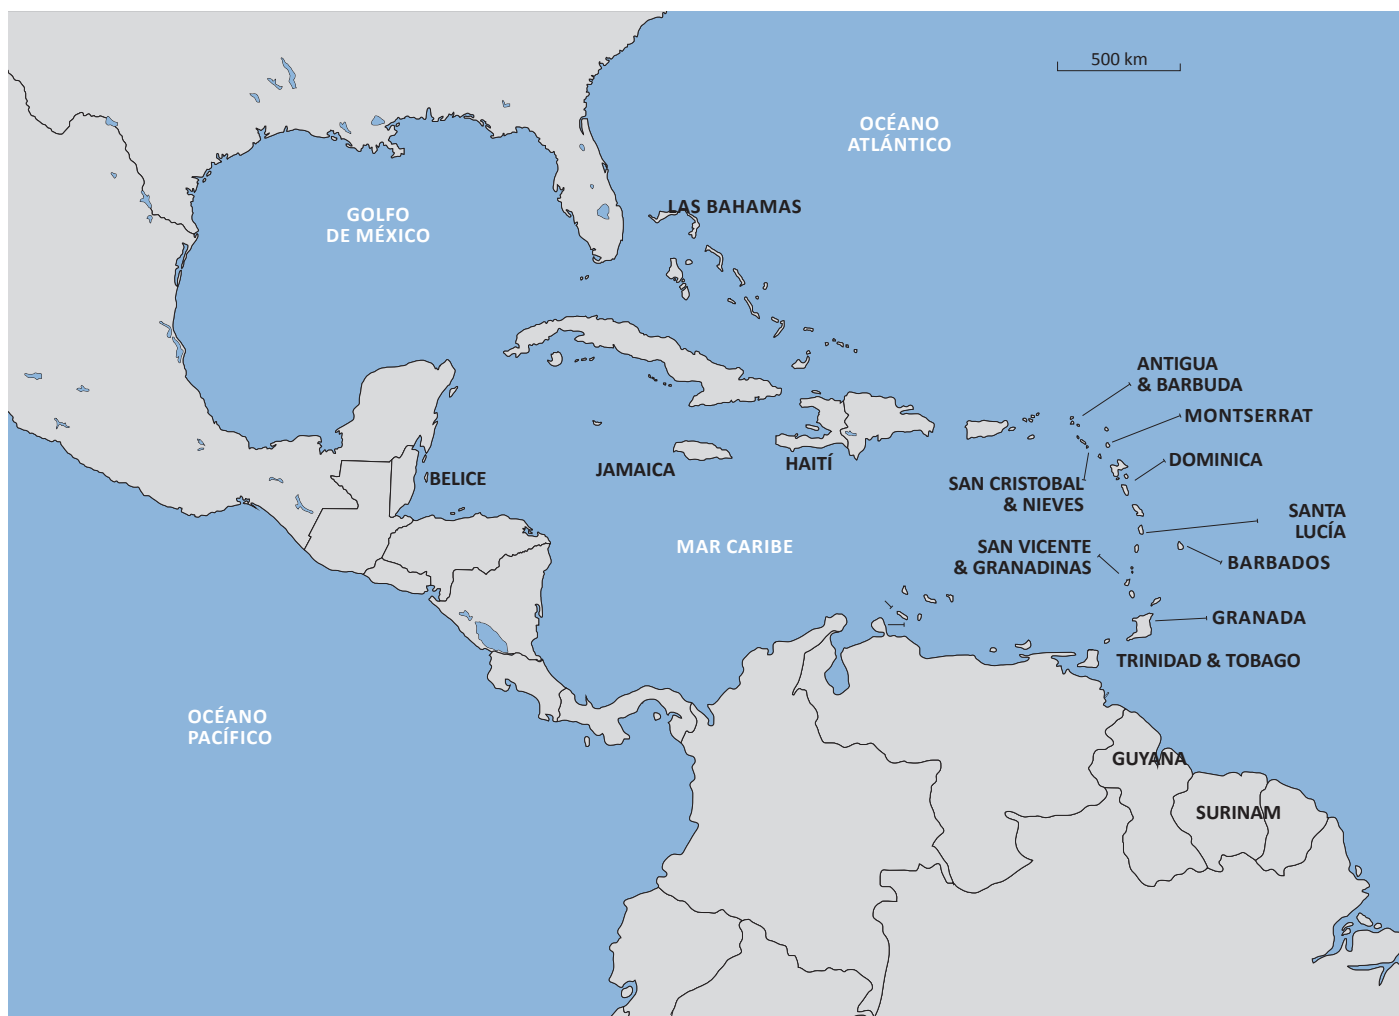 500 km
OCÉANO
ATLÁNTICO
LAS BAHAMAS
GOLFO
DE MÉXICO
ANTIGUA
& BARBUDA
MONTSERRAT
JAMAICA
HAITÍ
BELICE
DOMINICA
SAN CRISTOBAL
& NIEVES
SANTA
LUCÍA
MAR CARIBE
SAN VICENTE
& GRANADINAS
BARBADOS
GRANADA
TRINIDAD & TOBAGO
OCÉANO
PACÍFICO
GUYANA
SURINAM